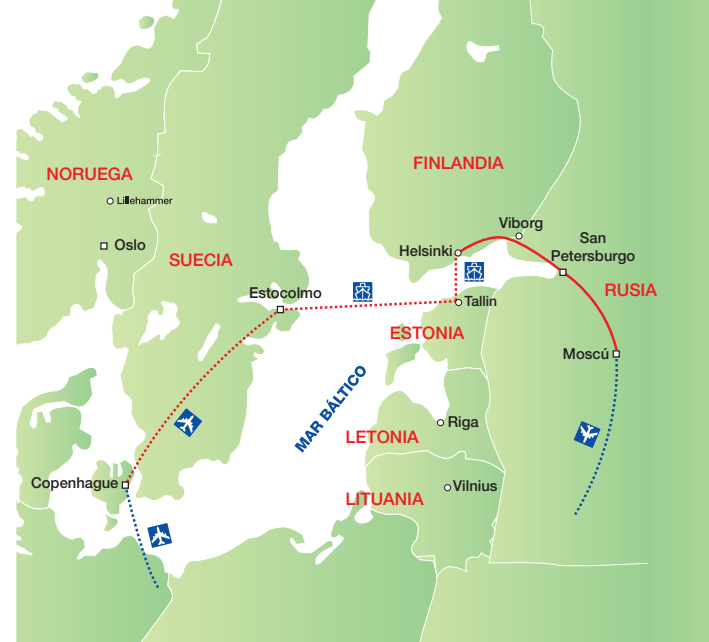 FINLANDIA
NORUEGA
Lillehammer
Viborg
San
Petersburgo
Oslo
Helsinki
SUECIA
RUSIA
Estocolmo
Tallin
ESTONIA
Moscú
MAR BÁLTICO
Riga
LETONIA
Copenhague
Vilnius
LITUANIA